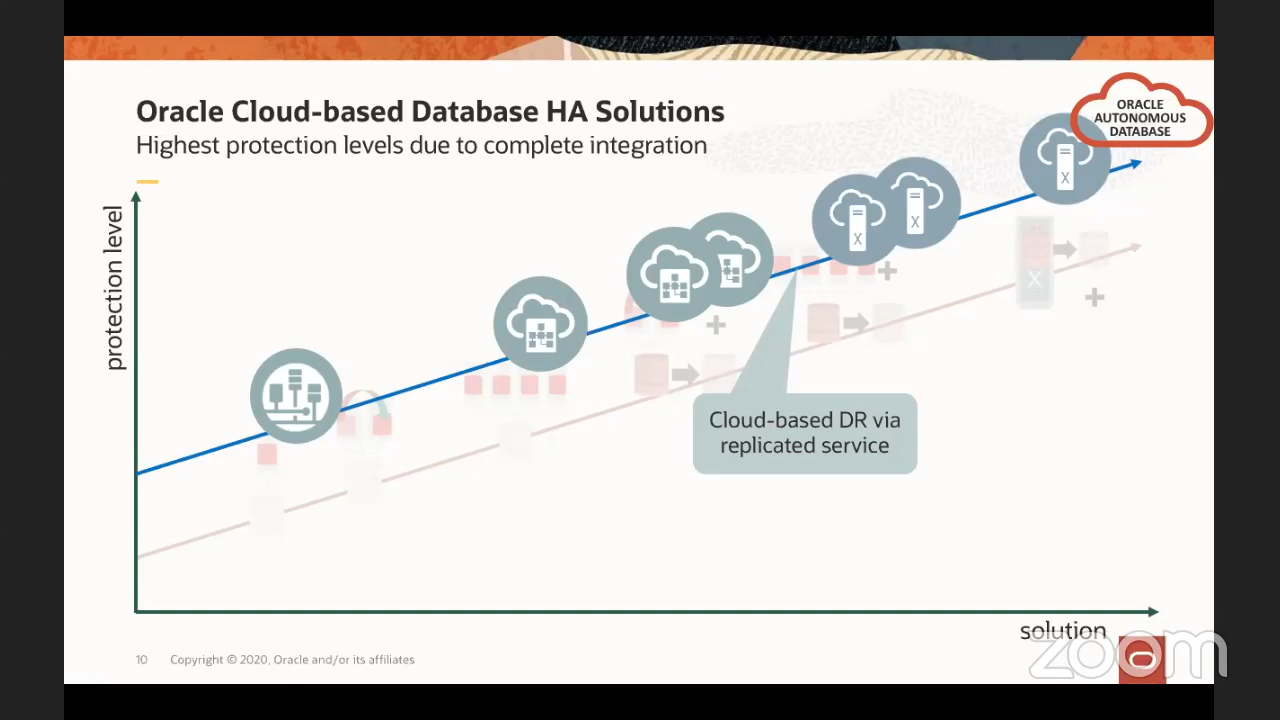 Oracle Cloud-based Database HA Solutions
Highest protection levels due to complete integration
ORACLE
AUTONOMOUS
DATABASE
protection level
X
X
X
X
Cloud-based DR via
replicated service
solution
10 Copyright © 2020, Oracle and/or its affiliates
zoom